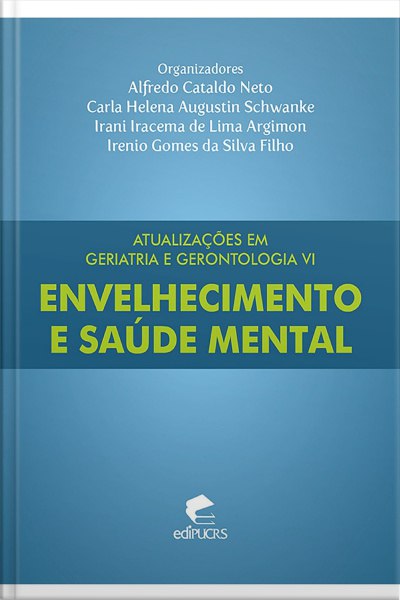 Organizadores
Alfredo Cataldo Neto
Carla Helena Augustin Schwanke
Irani Iracema de Lima Argimon
Irenio Gomes da Silva Filho
ATUALIZAÇÕES EM
GERIATRIA E GERONTOLOGIA VI
ENVELHECIMENTO
E SAÚDE MENTAL
ediPUCRS